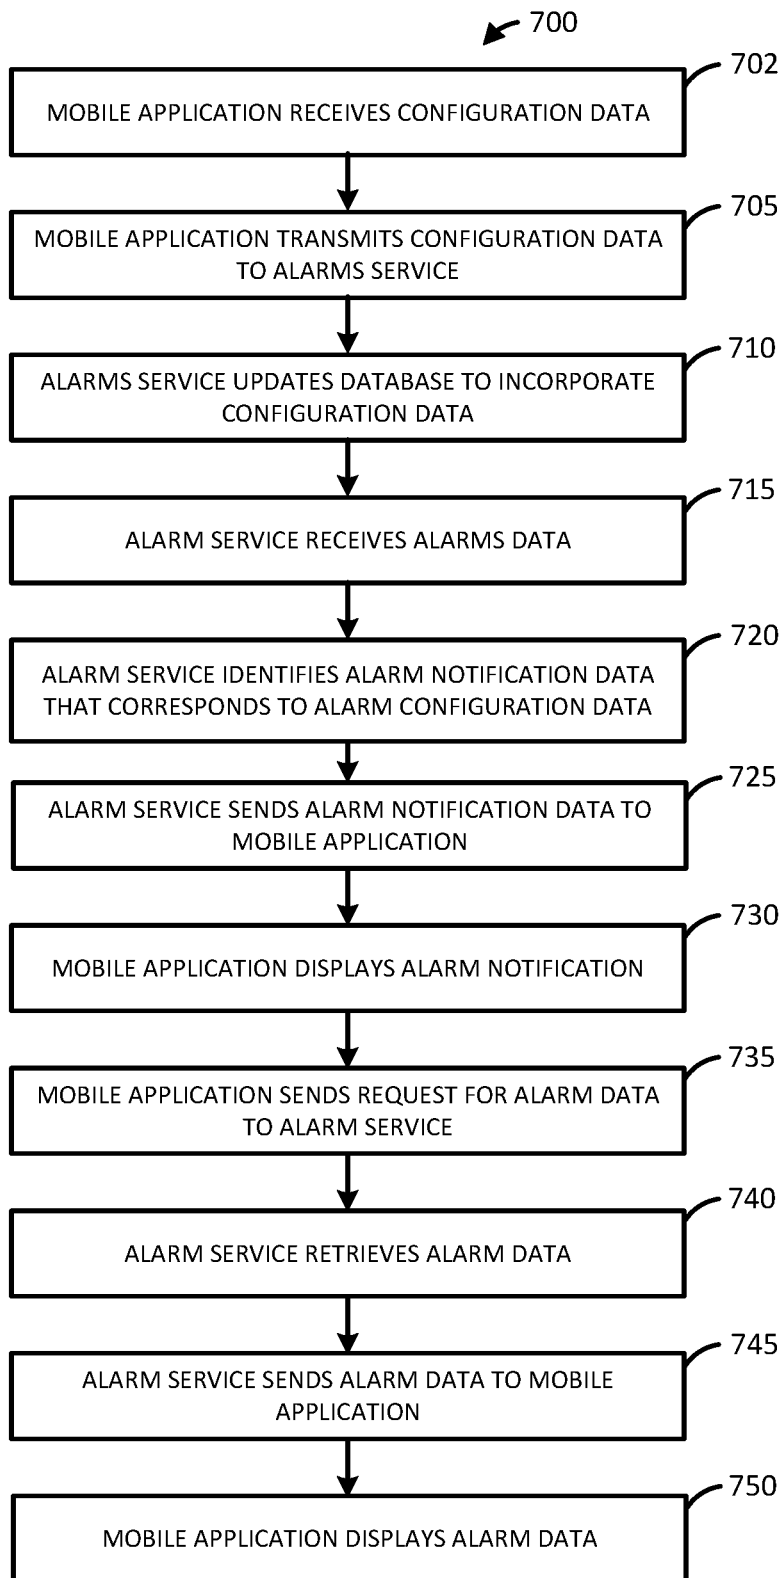 700
702
MOBILE APPLICATION RECEIVES CONFIGURATION DATA
705
MOBILE APPLICATION TRANSMITS CONFIGURATION DATA
TO ALARMS SERVICE
710
ALARMS SERVICE UPDATES DATABASE TO INCORPORATE
CONFIGURATION DATA
715
ALARM SERVICE RECEIVES ALARMS DATA
720
ALARM SERVICE IDENTIFIES ALARM NOTIFICATION DATA
THAT CORRESPONDS TO ALARM CONFIGURATION DATA
725
ALARM SERVICE SENDS ALARM NOTIFICATION DATA TO
MOBILE APPLICATION
730
MOBILE APPLICATION DISPLAYS ALARM NOTIFICATION
735
MOBILE APPLICATION SENDS REQUEST FOR ALARM DATA
TO ALARM SERVICE
740
ALARM SERVICE RETRIEVES ALARM DATA
745
ALARM SERVICE SENDS ALARM DATA TO MOBILE
APPLICATION
750
MOBILE APPLICATION DISPLAYS ALARM DATA